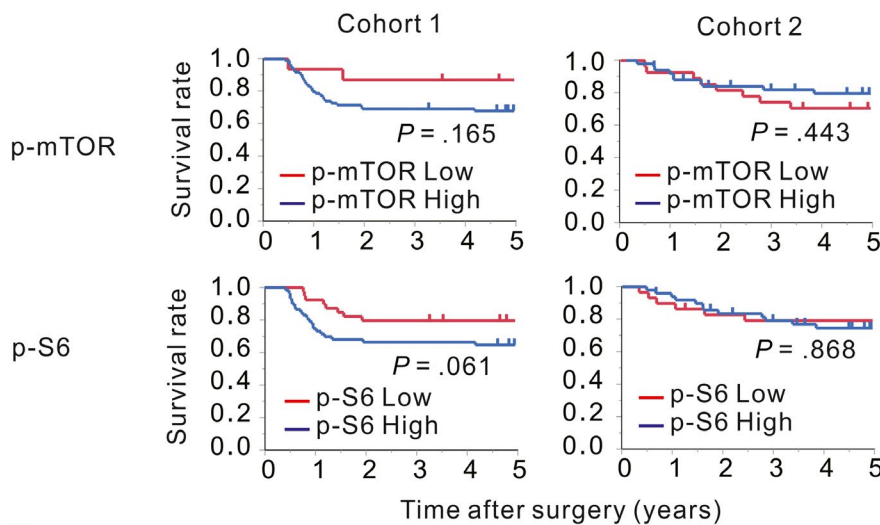 Cohort 1
Cohort 2
p-mTOR
Survival rate
1.0
0.8
0.6
0.4
0.2
0.0
P = .165
p-mTOR Low
p-mTOR High
0 1 2 3 4 5
1.0
0.8
0.6
0.4
0.2
0.0
P = .443
p-mTOR Low
p-mTOR High
0 1 2 3 4 5
p-S6
Survival rate
1.0
0.8
0.6
0.4
0.2
0.0
P = .061
p-S6 Low
p-S6 High
0 1 2 3 4 5
1.0
0.8
0.6
0.4
0.2
0.0
P = .868
p-S6 Low
p-S6 High
0 1 2 3 4 5
Time after surgery (years)